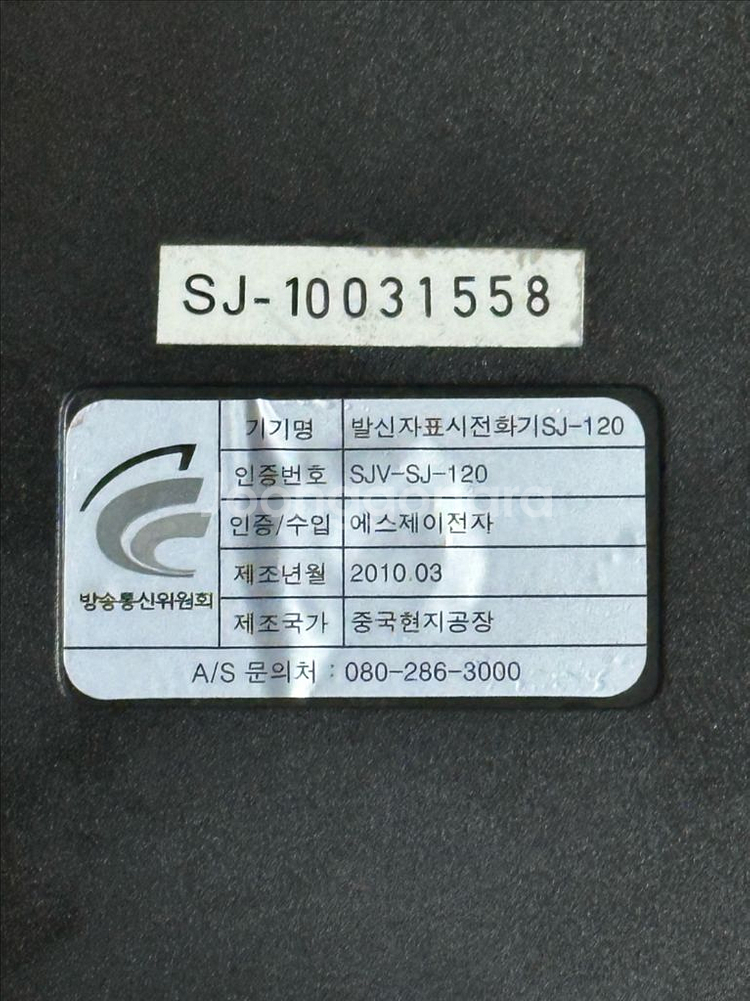 SJ-10031558
기기명 발신자표시전화기SJ-120
인증번호 SJV-SJ-120
인증/수입 에스제이전자
제조년월 2010.03
제조국가 중국현지공장
방송통신위원회
A/S 문의처 : 080-286-3000